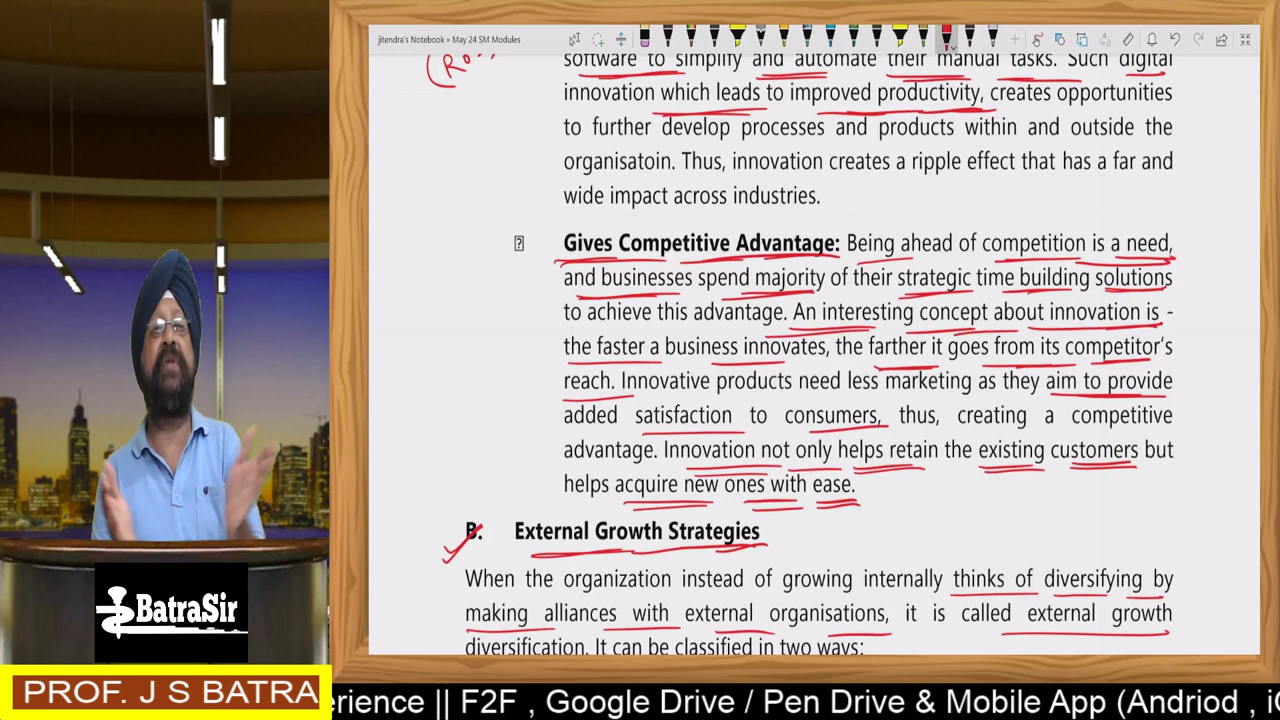 jitendra's Notebook » May 24 SM Modules
software to simplify and automate their manual tasks. Such digital
innovation which leads to improved productivity, creates opportunities
to further develop processes and products within and outside the
organisatoin. Thus, innovation creates a ripple effect that has a far and
wide impact across industries.
Gives Competitive Advantage: Being ahead of competition is a need,
and businesses spend majority of their strategic time building solutions
to achieve this advantage. An interesting concept about innovation is -
the faster a business innovates, the farther it goes from its competitor's
reach. Innovative products need less marketing as they aim to provide
added satisfaction to consumers, thus, creating a competitive
advantage. Innovation not only helps retain the existing customers but
helps acquire new ones with ease.
B. External Growth Strategies
When the organization instead of growing internally thinks of diversifying by
making alliances with external organisations, it is called external growth
diversification. It can be classified in two ways:
BatraSir
PROF. J S BATRA
erience || F2F , Google Drive / Pen Drive & Mobile App (Andriod , i